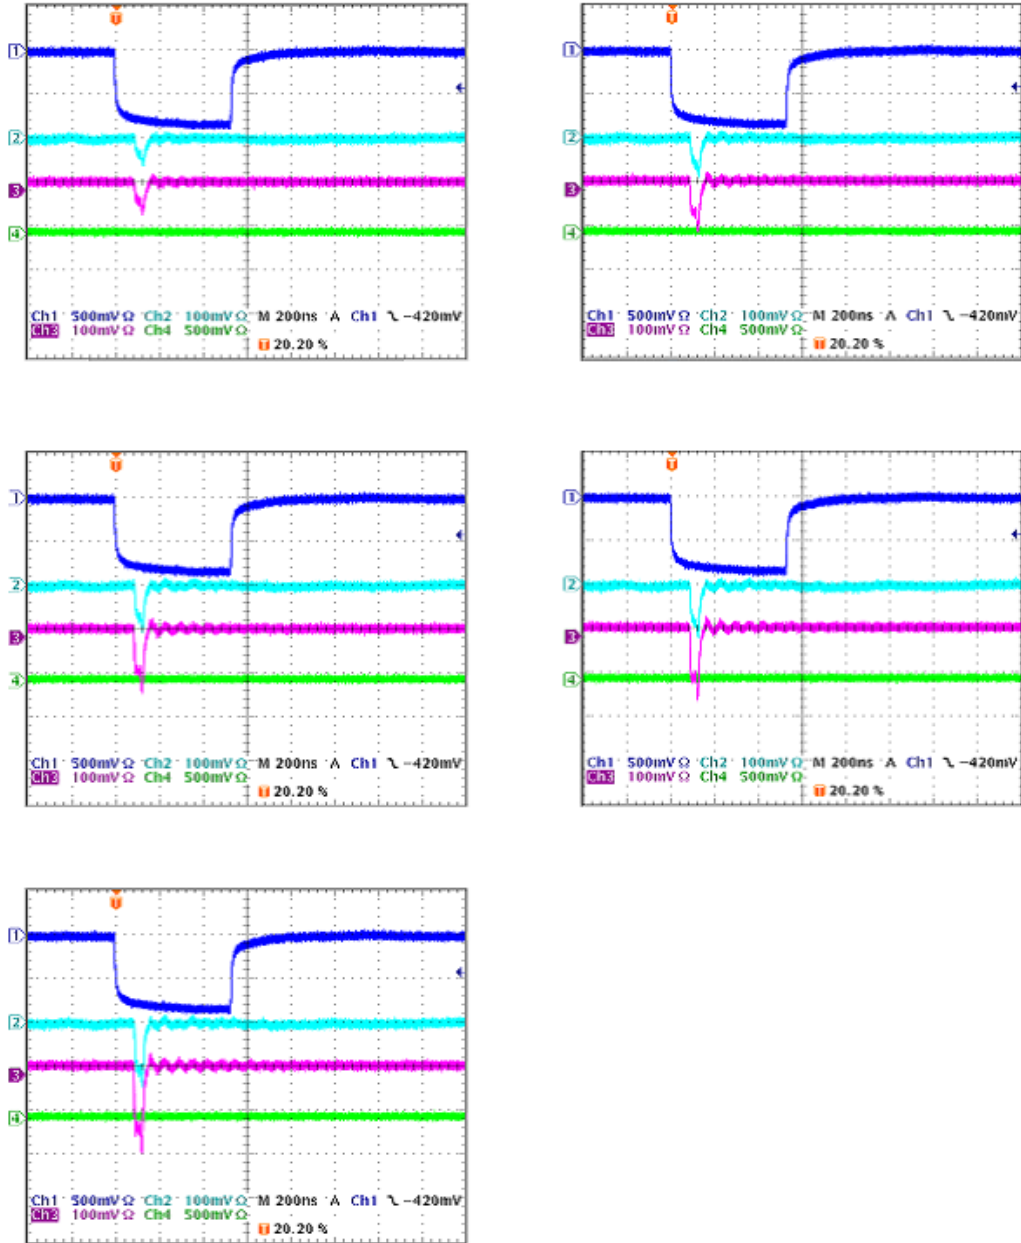 T
1
2
3
4
Ch1 500mV Ω Ch2 100mV Ω M 200ns A Ch1 ╲ -420mV
Ch3 100mV Ω Ch4 500mV Ω
T 20.20 %
T
1
2
3
4
Ch1 500mV Ω Ch2 100mV Ω M 200ns A Ch1 ╲ -420mV
Ch3 100mV Ω Ch4 500mV Ω
T 20.20 %
T
1
2
3
4
Ch1 500mV Ω Ch2 100mV Ω M 200ns A Ch1 ╲ -420mV
Ch3 100mV Ω Ch4 500mV Ω
T 20.20 %
T
1
2
3
4
Ch1 500mV Ω Ch2 100mV Ω M 200ns A Ch1 ╲ -420mV
Ch3 100mV Ω Ch4 500mV Ω
T 20.20 %
T
1
2
3
4
Ch1 500mV Ω Ch2 100mV Ω M 200ns A Ch1 ╲ -420mV
Ch3 100mV Ω Ch4 500mV Ω
T 20.20 %